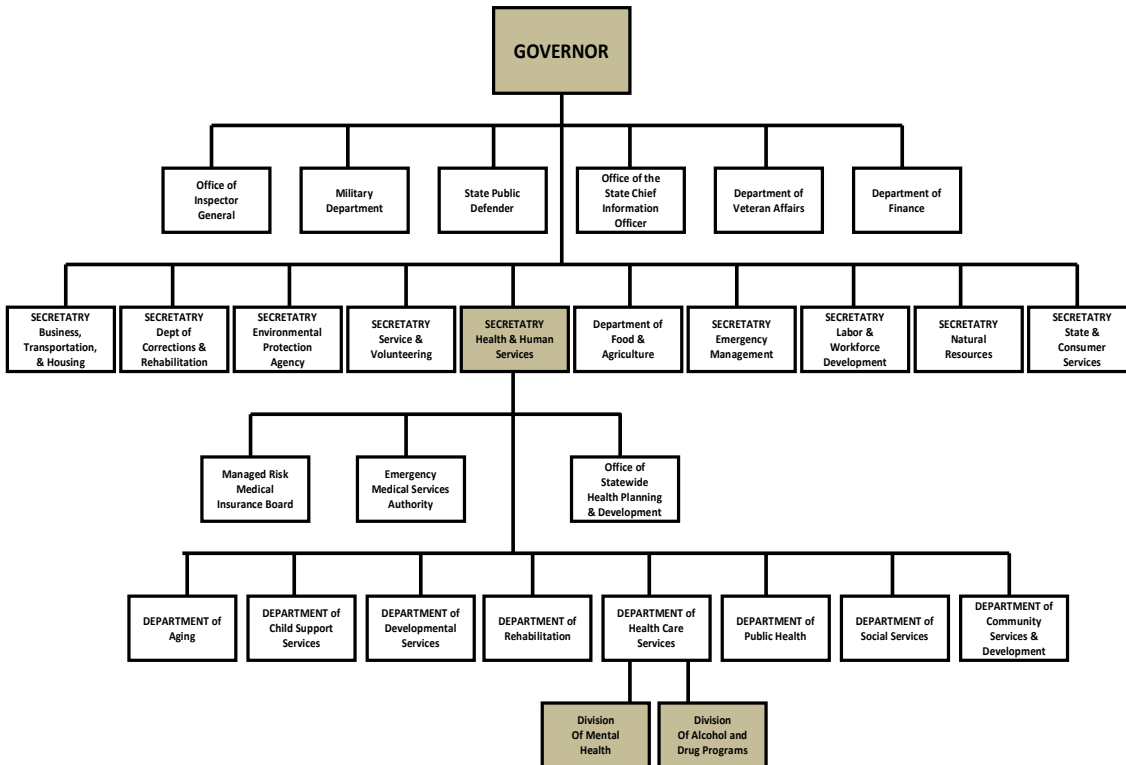 GOVERNOR
Office of
Inspector
General
Military
Department
State Public
Defender
Office of the
State Chief
Information
Officer
Department of
Veteran Affairs
Department of
Finance
SECRETATRY
Business,
Transportation,
& Housing
SECRETATRY
Dept of
Corrections &
Rehabilitation
SECRETATRY
Environmental
Protection
Agency
SECRETATRY
Service &
Volunteering
SECRETATRY
Health & Human
Services
Department of
Food &
Agriculture
SECRETATRY
Emergency
Management
SECRETATRY
Labor &
Workforce
Development
SECRETATRY
Natural
Resources
SECRETATRY
State &
Consumer
Services
Managed Risk
Medical
Insurance Board
Emergency
Medical Services
Authority
Office of
Statewide
Health Planning
& Development
DEPARTMENT of
Aging
DEPARTMENT of
Child Support
Services
DEPARTMENT of
Developmental
Services
DEPARTMENT of
Rehabilitation
DEPARTMENT of
Health Care
Services
DEPARTMENT of
Public Health
DEPARTMENT of
Social Services
DEPARTMENT of
Community
Services &
Development
Division
Of Mental
Health
Division
Of Alcohol and
Drug Programs